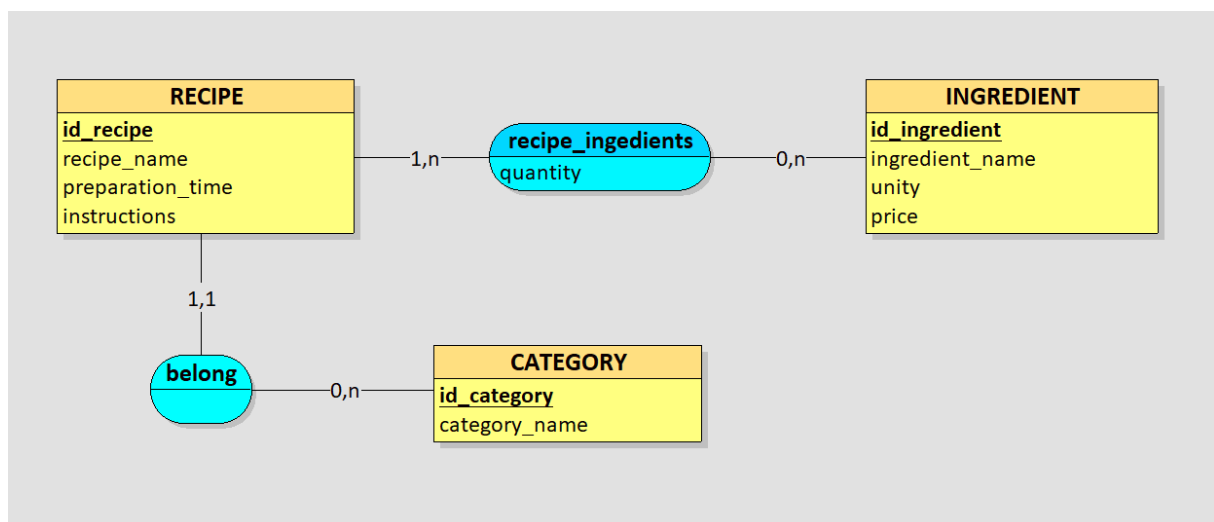 RECIPE
id_recipe
recipe_name
preparation_time
instructions
1,n
recipe_ingedients
quantity
0,n
INGREDIENT
id_ingredient
ingredient_name
unity
price
1,1
belong
0,n
CATEGORY
id_category
category_name